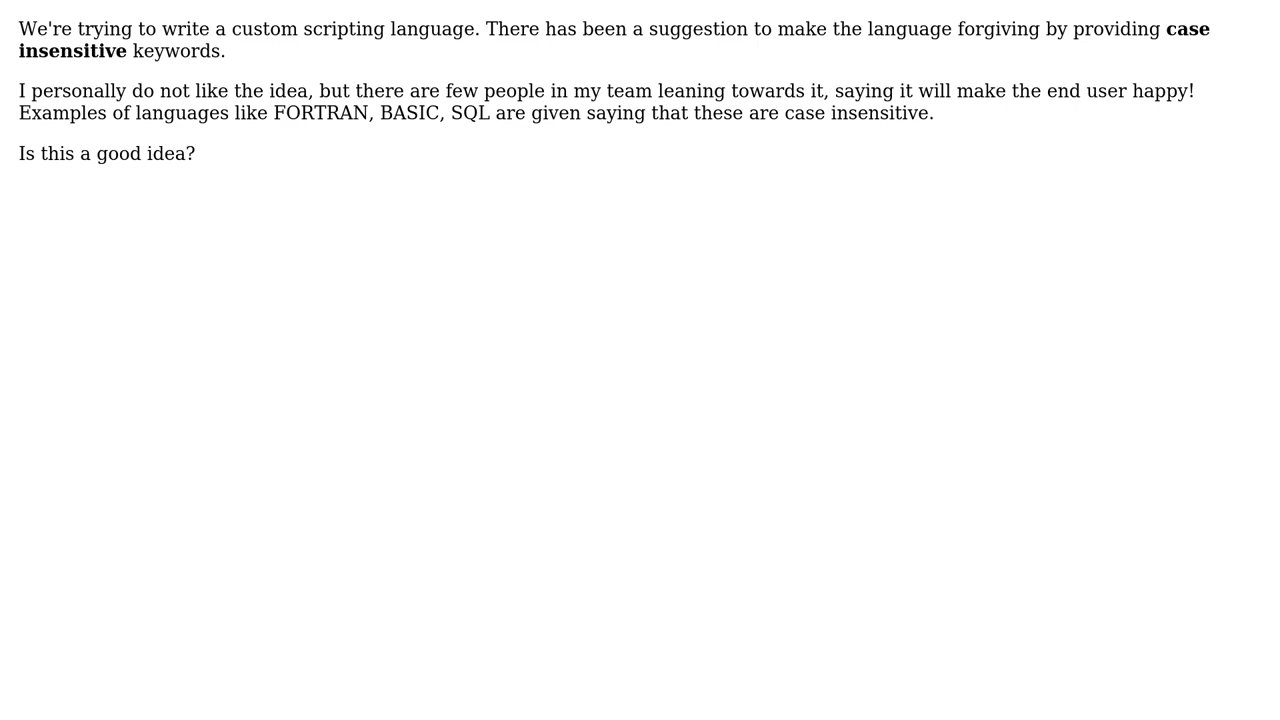 We're trying to write a custom scripting language. There has been a suggestion to make the language forgiving by providing case
insensitive keywords.
I personally do not like the idea, but there are few people in my team leaning towards it, saying it will make the end user happy!
Examples of languages like FORTRAN, BASIC, SQL are given saying that these are case insensitive.
Is this a good idea?